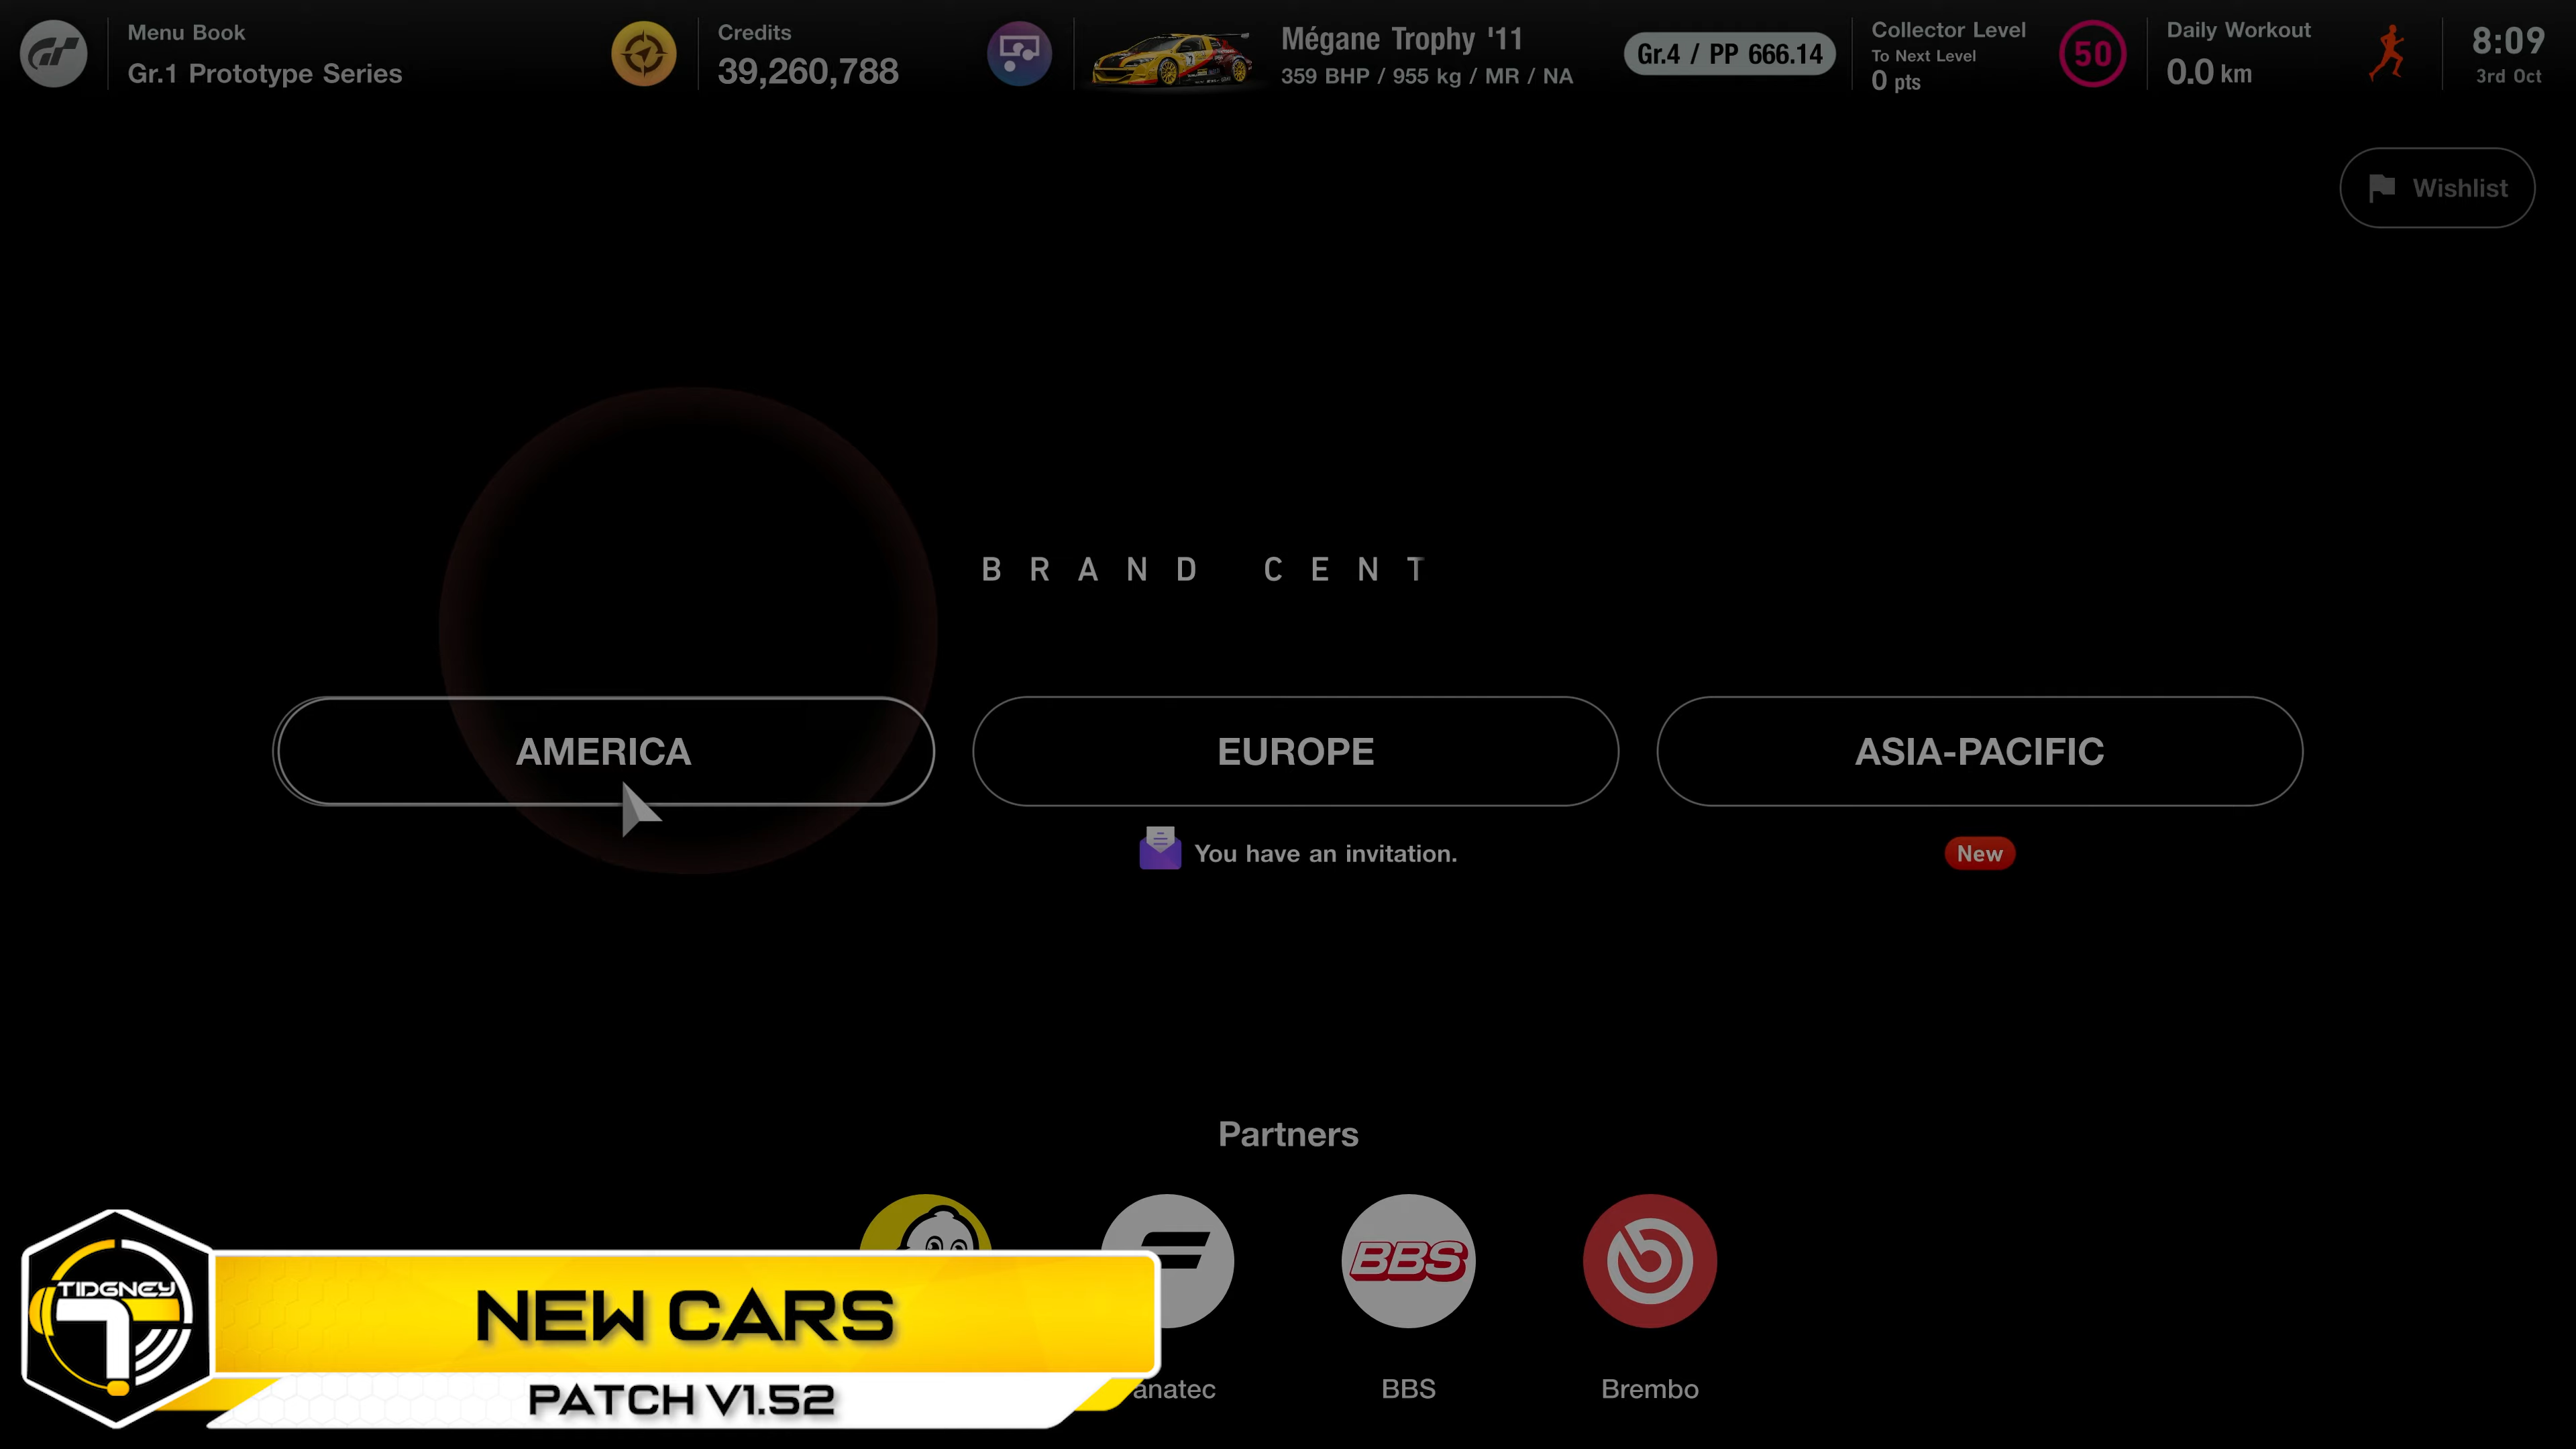 Menu Book
Gr.1 Prototype Series
Credits
39,260,788
Mégane Trophy '11
359 BHP / 955 kg / MR / NA
Gr.4 / PP 666.14
Collector Level
To Next Level
0 pts
50
Daily Workout
0.0 km
8:09
3rd Oct
Wishlist
BRAND CENT
AMERICA
EUROPE
ASIA-PACIFIC
You have an invitation.
New
Partners
BBS
TIDGNEY
NEW CARS
PATCH V1.52
anatec
BBS
Brembo